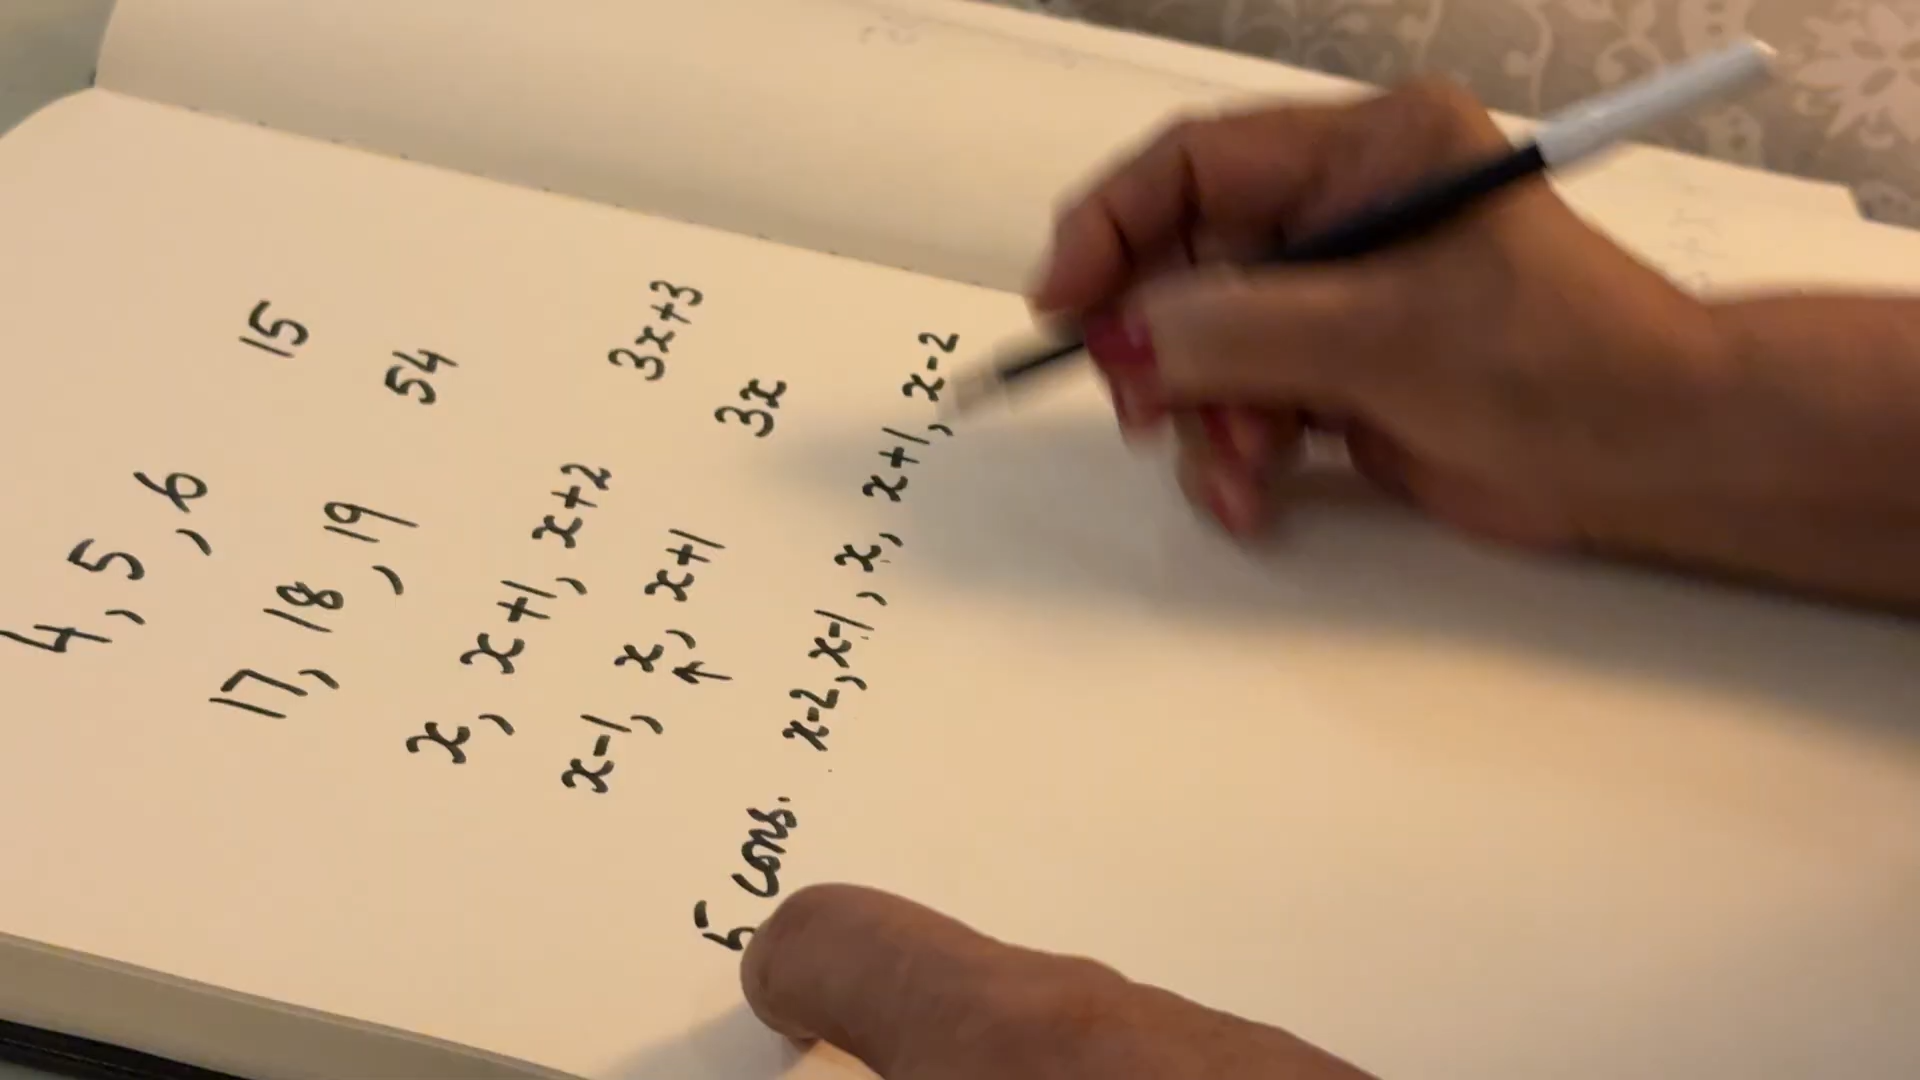 4, 5, 6 15
17, 18, 19 54
x, x+1, x+2 3x+3
x-1, x, x+1 3x
↑
5 cons. x-2, x-1, x, x+1, x-2